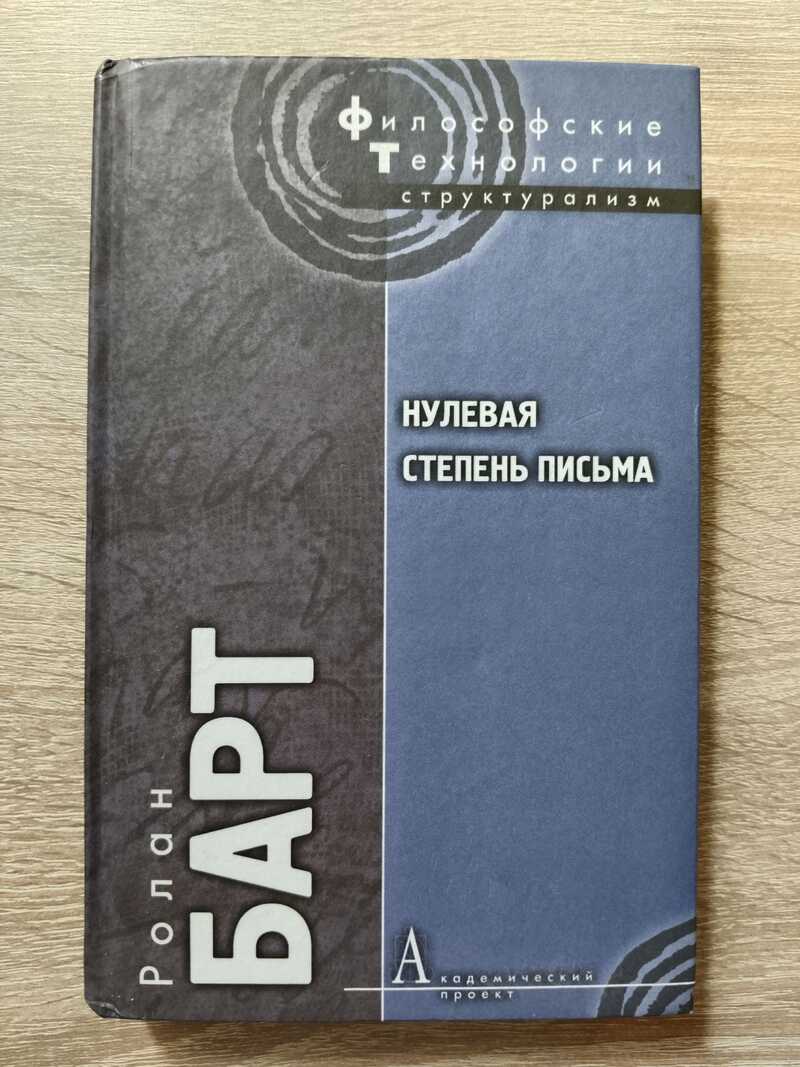 Философские
Технологии
структурализм
НУЛЕВАЯ
СТЕПЕНЬ ПИСЬМА
Ролан
БАРТ
Академический
проект